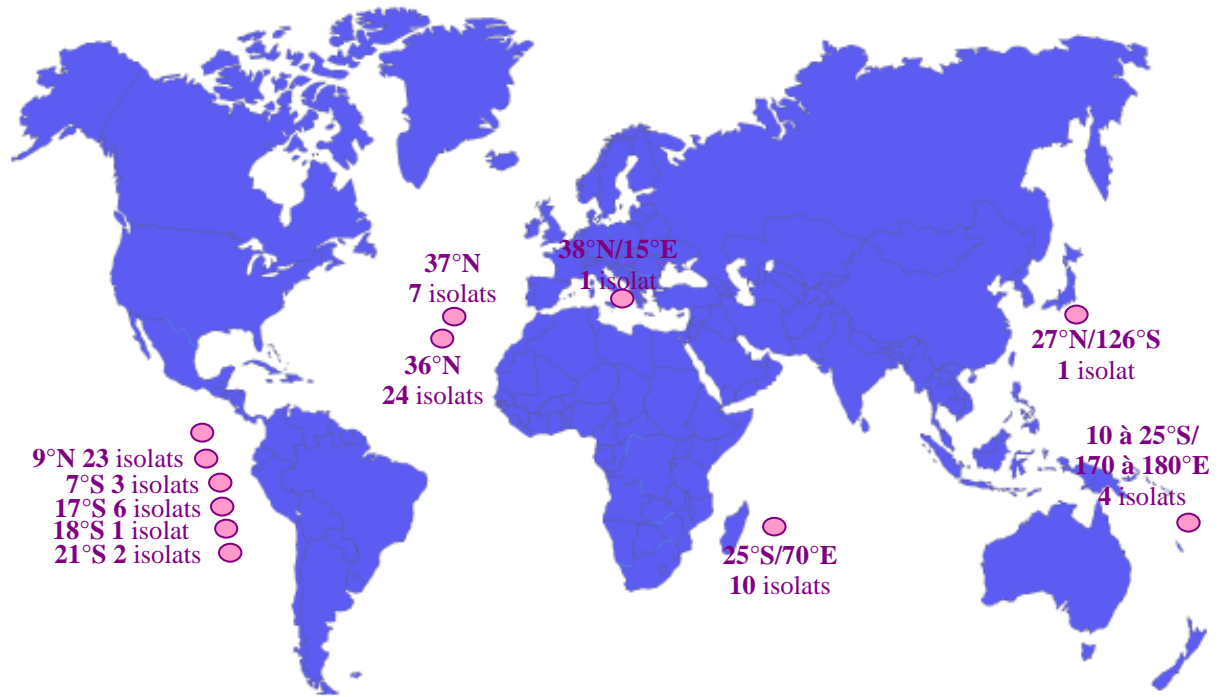 38°N/15°E
1 isolat
37°N
7 isolats
36°N
24 isolats
27°N/126°S
1 isolat
9°N 23 isolats
7°S 3 isolats
17°S 6 isolats
18°S 1 isolat
21°S 2 isolats
10 à 25°S/
170 à 180°E
4 isolats
25°S/70°E
10 isolats